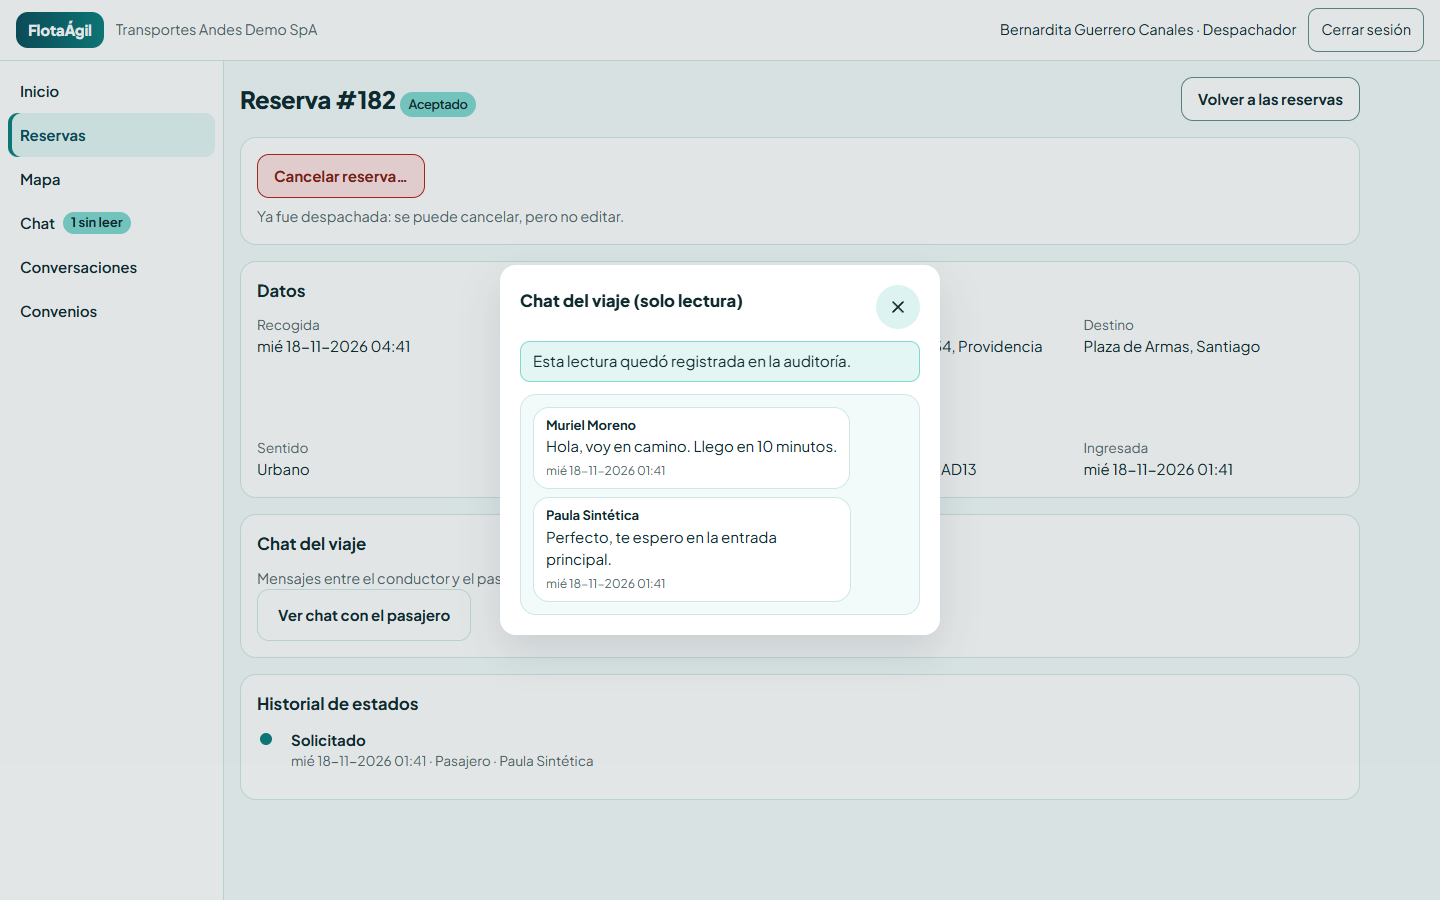 FlotaÁgil
Transportes Andes Demo SpA
Bernardita Guerrero Canales · Despachador
Cerrar sesión
Inicio
Reservas
Mapa
Chat
1 sin leer
Conversaciones
Convenios
Reserva #182
Aceptado
Volver a las reservas
Cancelar reserva…
Ya fue despachada: se puede cancelar, pero no editar.
Datos
Recogida
mié 18-11-2026 04:41
4, Providencia
Destino
Plaza de Armas, Santiago
Sentido
Urbano
AD13
Ingresada
mié 18-11-2026 01:41
Chat del viaje
Mensajes entre el conductor y el pas
Ver chat con el pasajero
Historial de estados
Solicitado
mié 18-11-2026 01:41 · Pasajero · Paula Sintética
Chat del viaje (solo lectura)
Esta lectura quedó registrada en la auditoría.
Muriel Moreno
Hola, voy en camino. Llego en 10 minutos.
mié 18-11-2026 01:41
Paula Sintética
Perfecto, te espero en la entrada
principal.
mié 18-11-2026 01:41